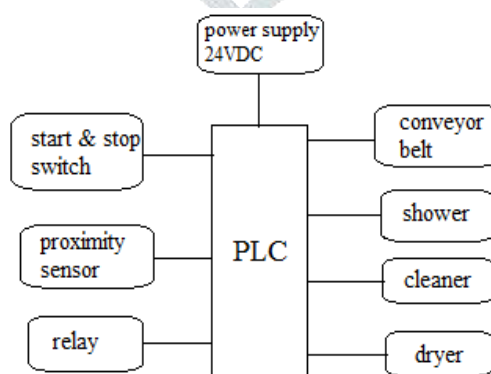 power supply
24VDC
start & stop
switch
conveyor
belt
proximity
sensor
PLC
shower
cleaner
relay
dryer